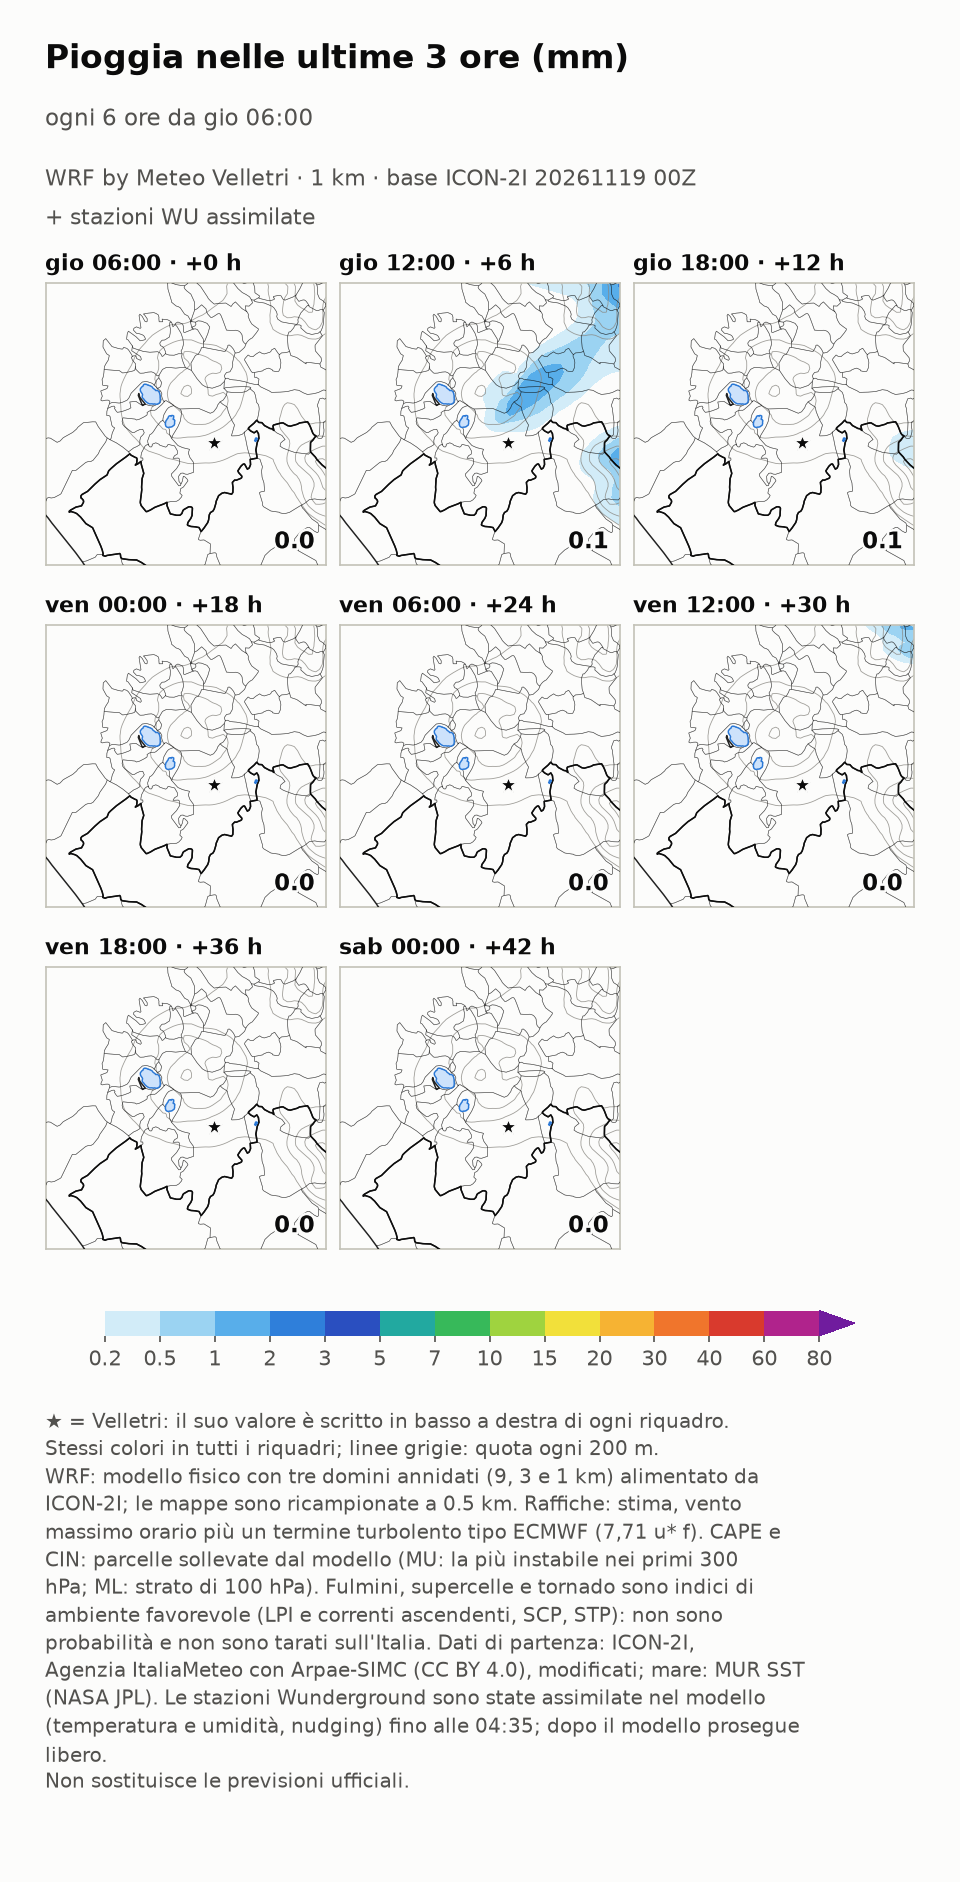 Pioggia nelle ultime 3 ore (mm)
ogni 6 ore da gio 06:00
WRF by Meteo Velletri · 1 km · base ICON-2I 20261119 00Z
+ stazioni WU assimilate
gio 06:00 · +0 h
gio 12:00 · +6 h
gio 18:00 · +12 h
0.0
0.1
0.1
ven 00:00 · +18 h
ven 06:00 · +24 h
ven 12:00 · +30 h
0.0
0.0
0.0
ven 18:00 · +36 h
sab 00:00 · +42 h
0.0
0.0
0.2 0.5 1 2 3 5 7 10 15 20 30 40 60 80
★ = Velletri: il suo valore è scritto in basso a destra di ogni riquadro.
Stessi colori in tutti i riquadri; linee grigie: quota ogni 200 m.
WRF: modello fisico con tre domini annidati (9, 3 e 1 km) alimentato da
ICON-2I; le mappe sono ricampionate a 0.5 km. Raffiche: stima, vento
massimo orario più un termine turbolento tipo ECMWF (7,71 u* f). CAPE e
CIN: parcelle sollevate dal modello (MU: la più instabile nei primi 300
hPa; ML: strato di 100 hPa). Fulmini, supercelle e tornado sono indici di
ambiente favorevole (LPI e correnti ascendenti, SCP, STP): non sono
probabilità e non sono tarati sull'Italia. Dati di partenza: ICON-2I,
Agenzia ItaliaMeteo con Arpae-SIMC (CC BY 4.0), modificati; mare: MUR SST
(NASA JPL). Le stazioni Wunderground sono state assimilate nel modello
(temperatura e umidità, nudging) fino alle 04:35; dopo il modello prosegue
libero.
Non sostituisce le previsioni ufficiali.